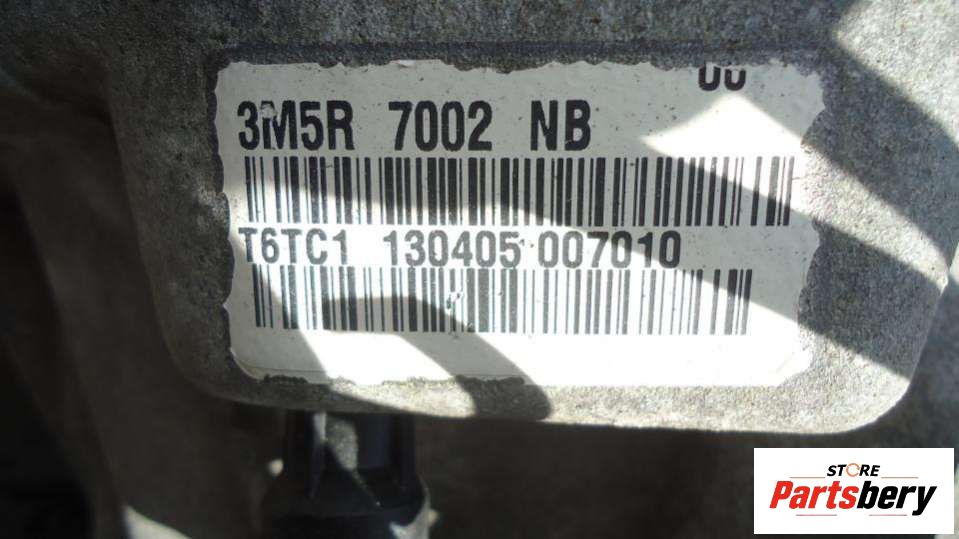 3M5R 7002 NB
T6TC1 130405 007010
STORE
Partsbery